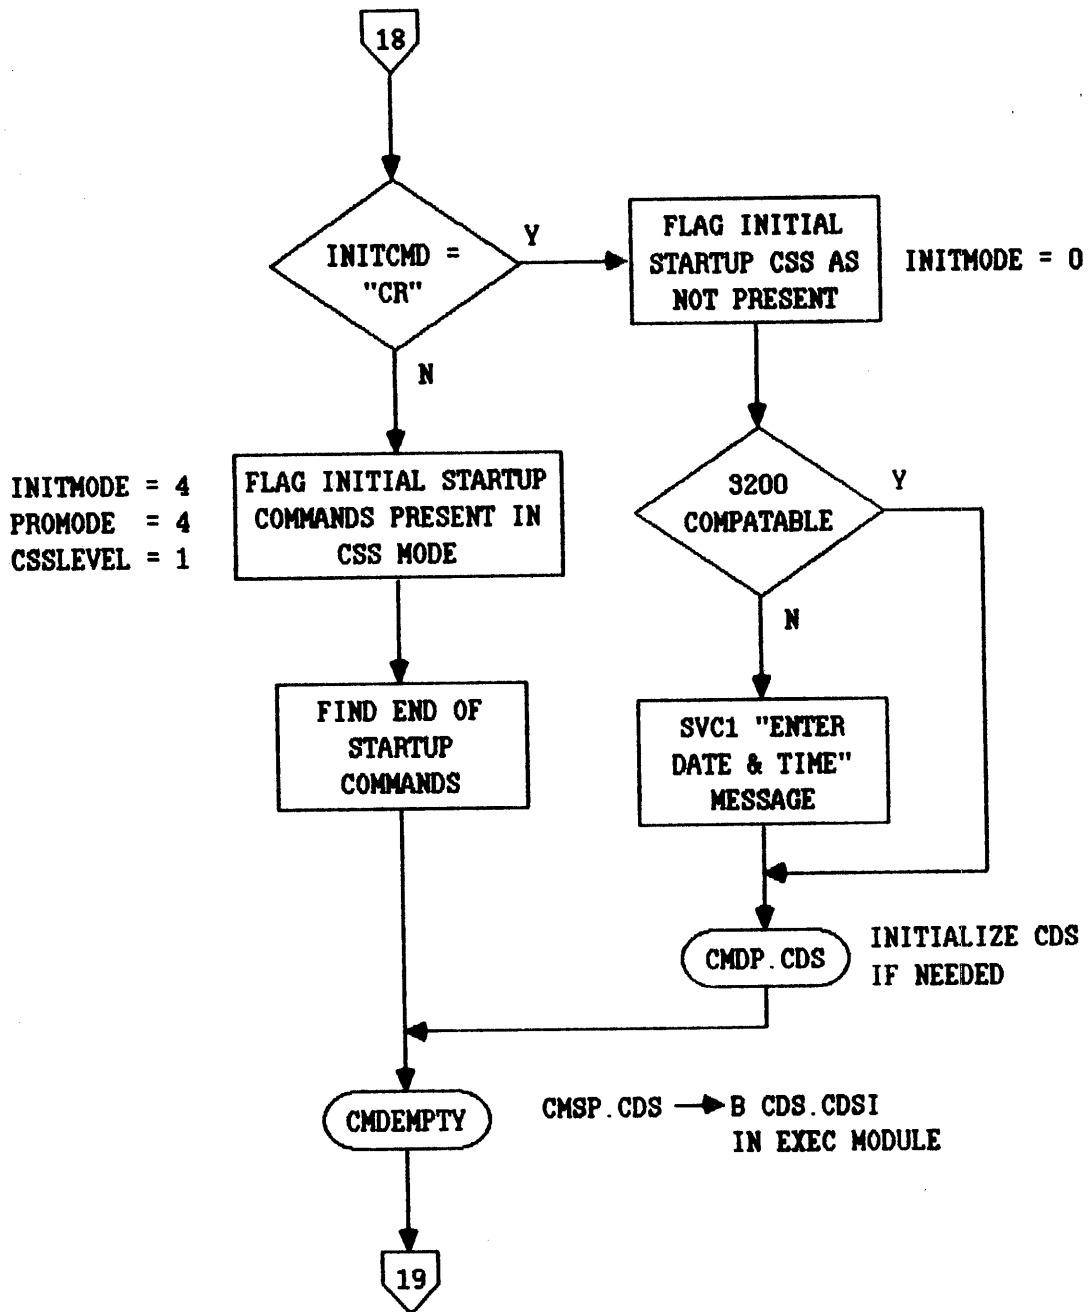 18
INITCMD =
"CR"
Y
N
FLAG INITIAL
STARTUP CSS AS
NOT PRESENT
INITMODE = 0
INITMODE = 4
PROMODE = 4
CSSLEVEL = 1
FLAG INITIAL STARTUP
COMMANDS PRESENT IN
CSS MODE
3200
COMPATABLE
Y
N
FIND END OF
STARTUP
COMMANDS
SVC1 "ENTER
DATE & TIME"
MESSAGE
CMDP.CDS
INITIALIZE CDS
IF NEEDED
CMDEMPTY
CMSP.CDS → B CDS.CDSI
IN EXEC MODULE
19